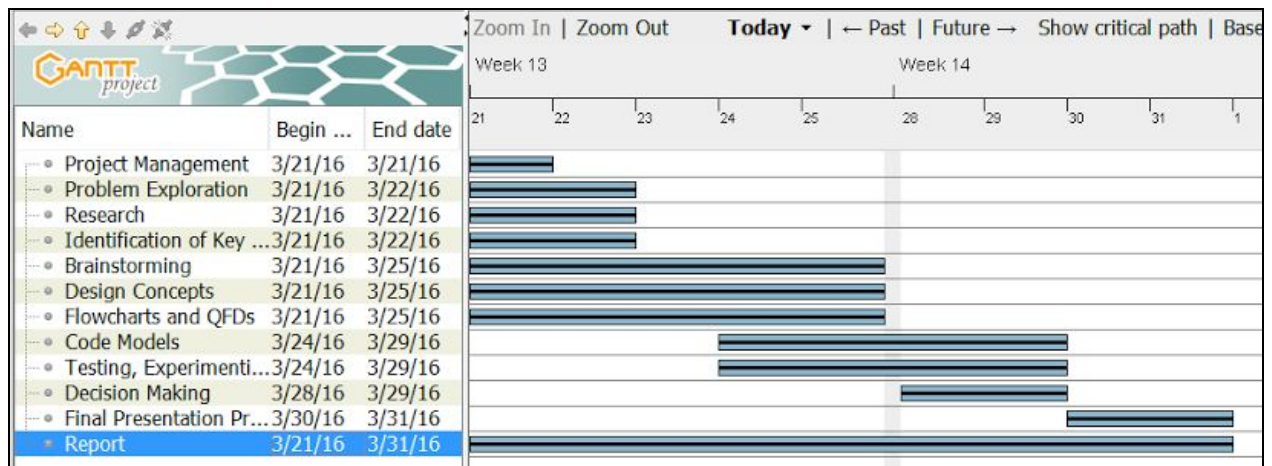 Zoom In | Zoom Out Today ▾ | ← Past | Future → Show critical path | Base
GANTT
project
Week 13 Week 14
Name Begin ... End date
21 22 23 24 25 28 29 30 31 1
Project Management 3/21/16 3/21/16
Problem Exploration 3/21/16 3/22/16
Research 3/21/16 3/22/16
Identification of Key ... 3/21/16 3/22/16
Brainstorming 3/21/16 3/25/16
Design Concepts 3/21/16 3/25/16
Flowcharts and QFDs 3/21/16 3/25/16
Code Models 3/24/16 3/29/16
Testing, Experimenti... 3/24/16 3/29/16
Decision Making 3/28/16 3/29/16
Final Presentation Pr... 3/30/16 3/31/16
Report 3/21/16 3/31/16